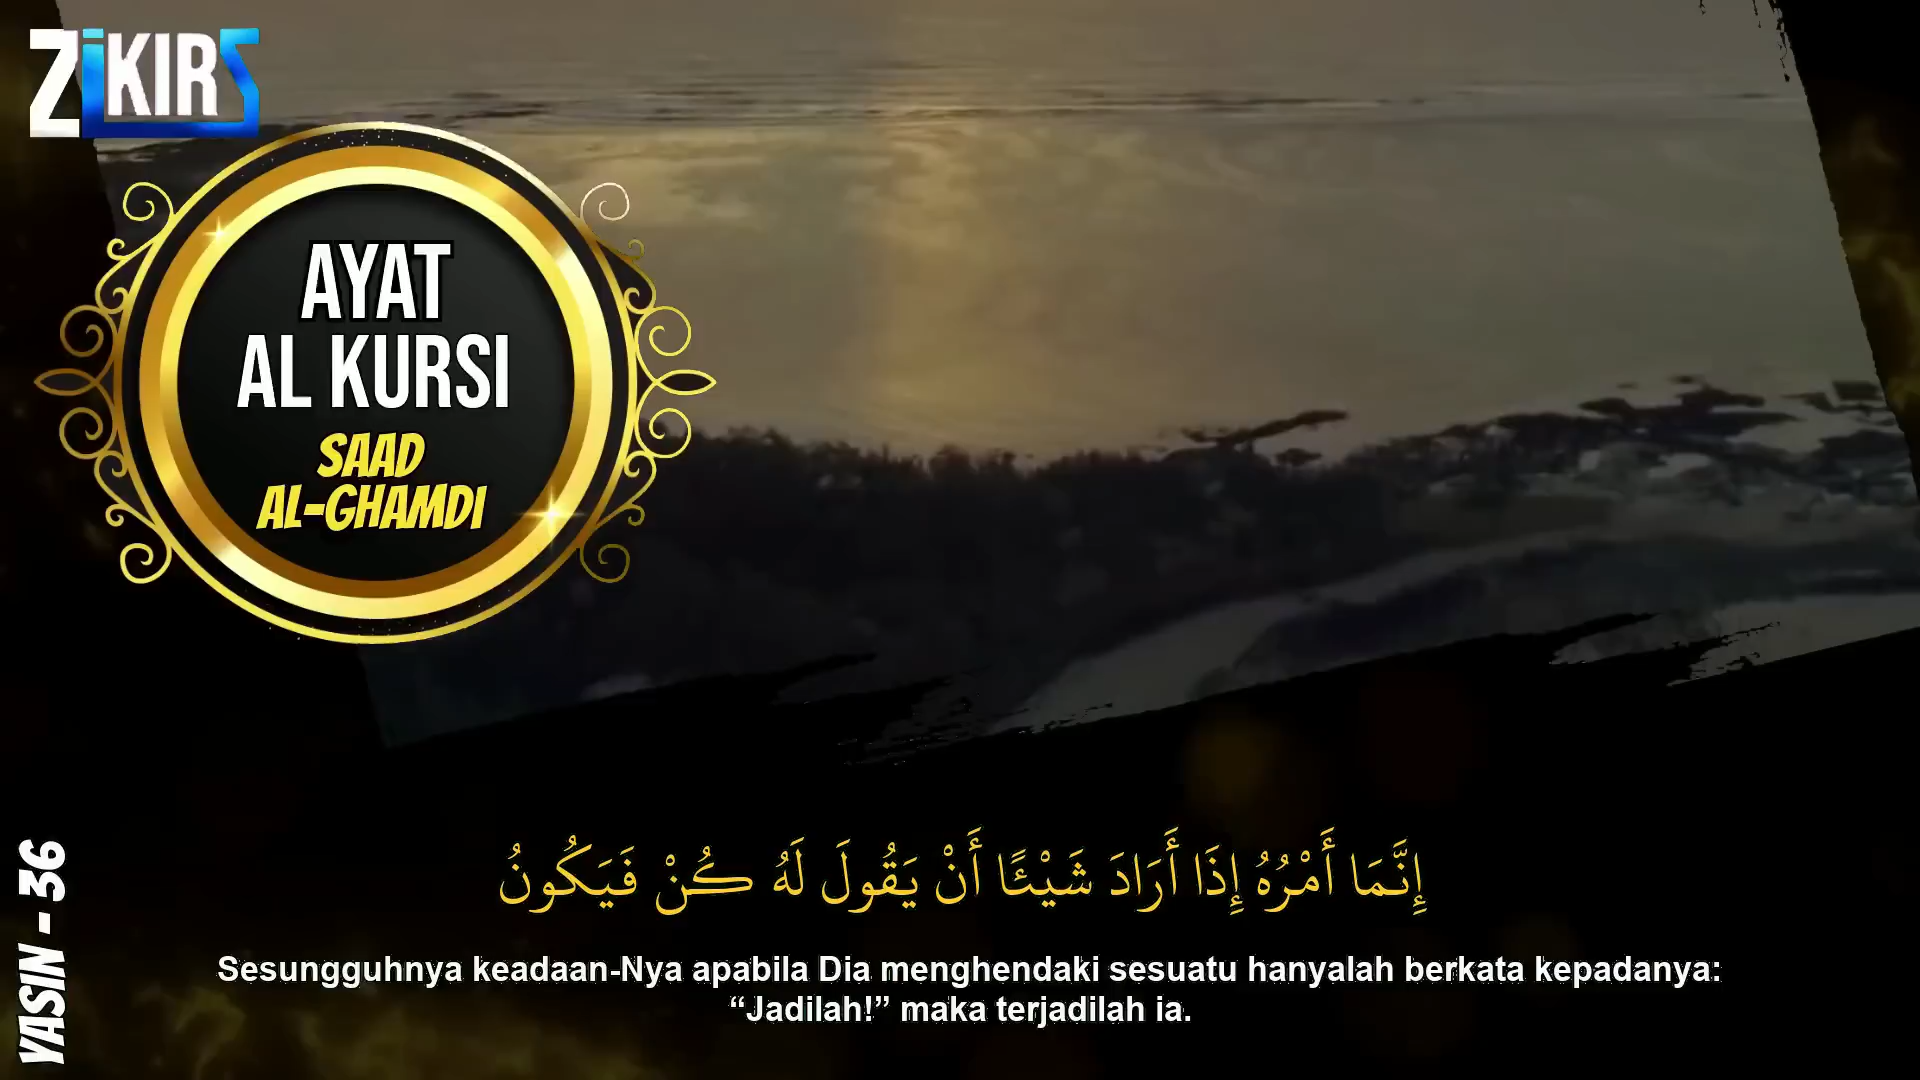 ZiKIRS
AYAT
AL KURSI
SAAD
AL-GHAMDI
إِنَّمَا أَمْرُهُ إِذَا أَرَادَ شَيْئًا أَنْ يَقُولَ لَهُ كُنْ فَيَكُونُ
Sesungguhnya keadaan-Nya apabila Dia menghendaki sesuatu hanyalah berkata kepadanya:
“Jadilah!” maka terjadilah ia.
YASIN - 36